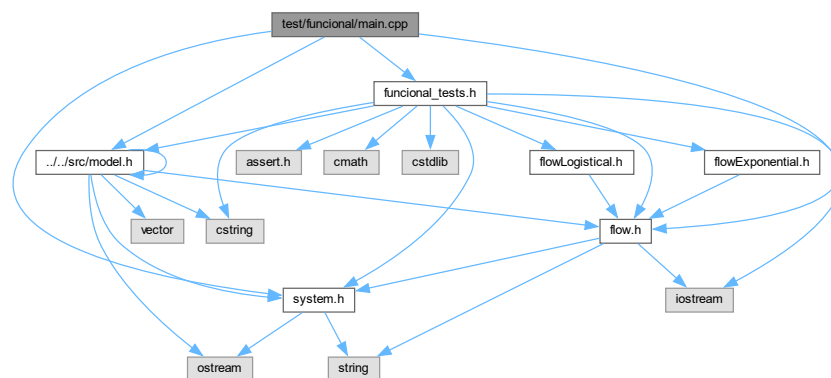 test/funcional/main.cpp
funcional_tests.h
../../src/model.h
assert.h
cmath
cstdlib
flowLogistical.h
flowExponential.h
vector
cstring
flow.h
system.h
iostream
ostream
string